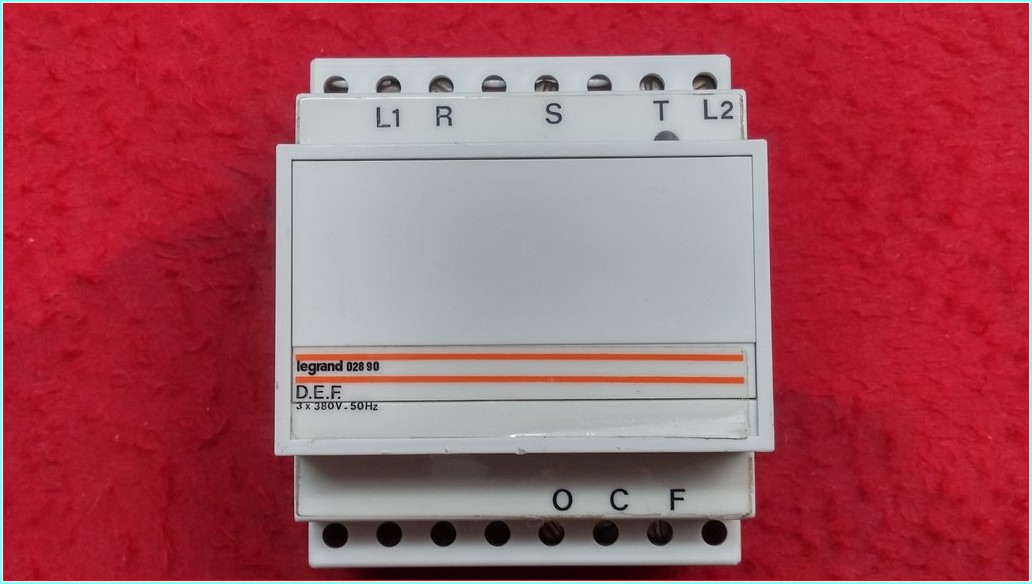 L1 R S T L2
legrand 028 90
D.E.F.
3 x 380V - 50Hz
O C F